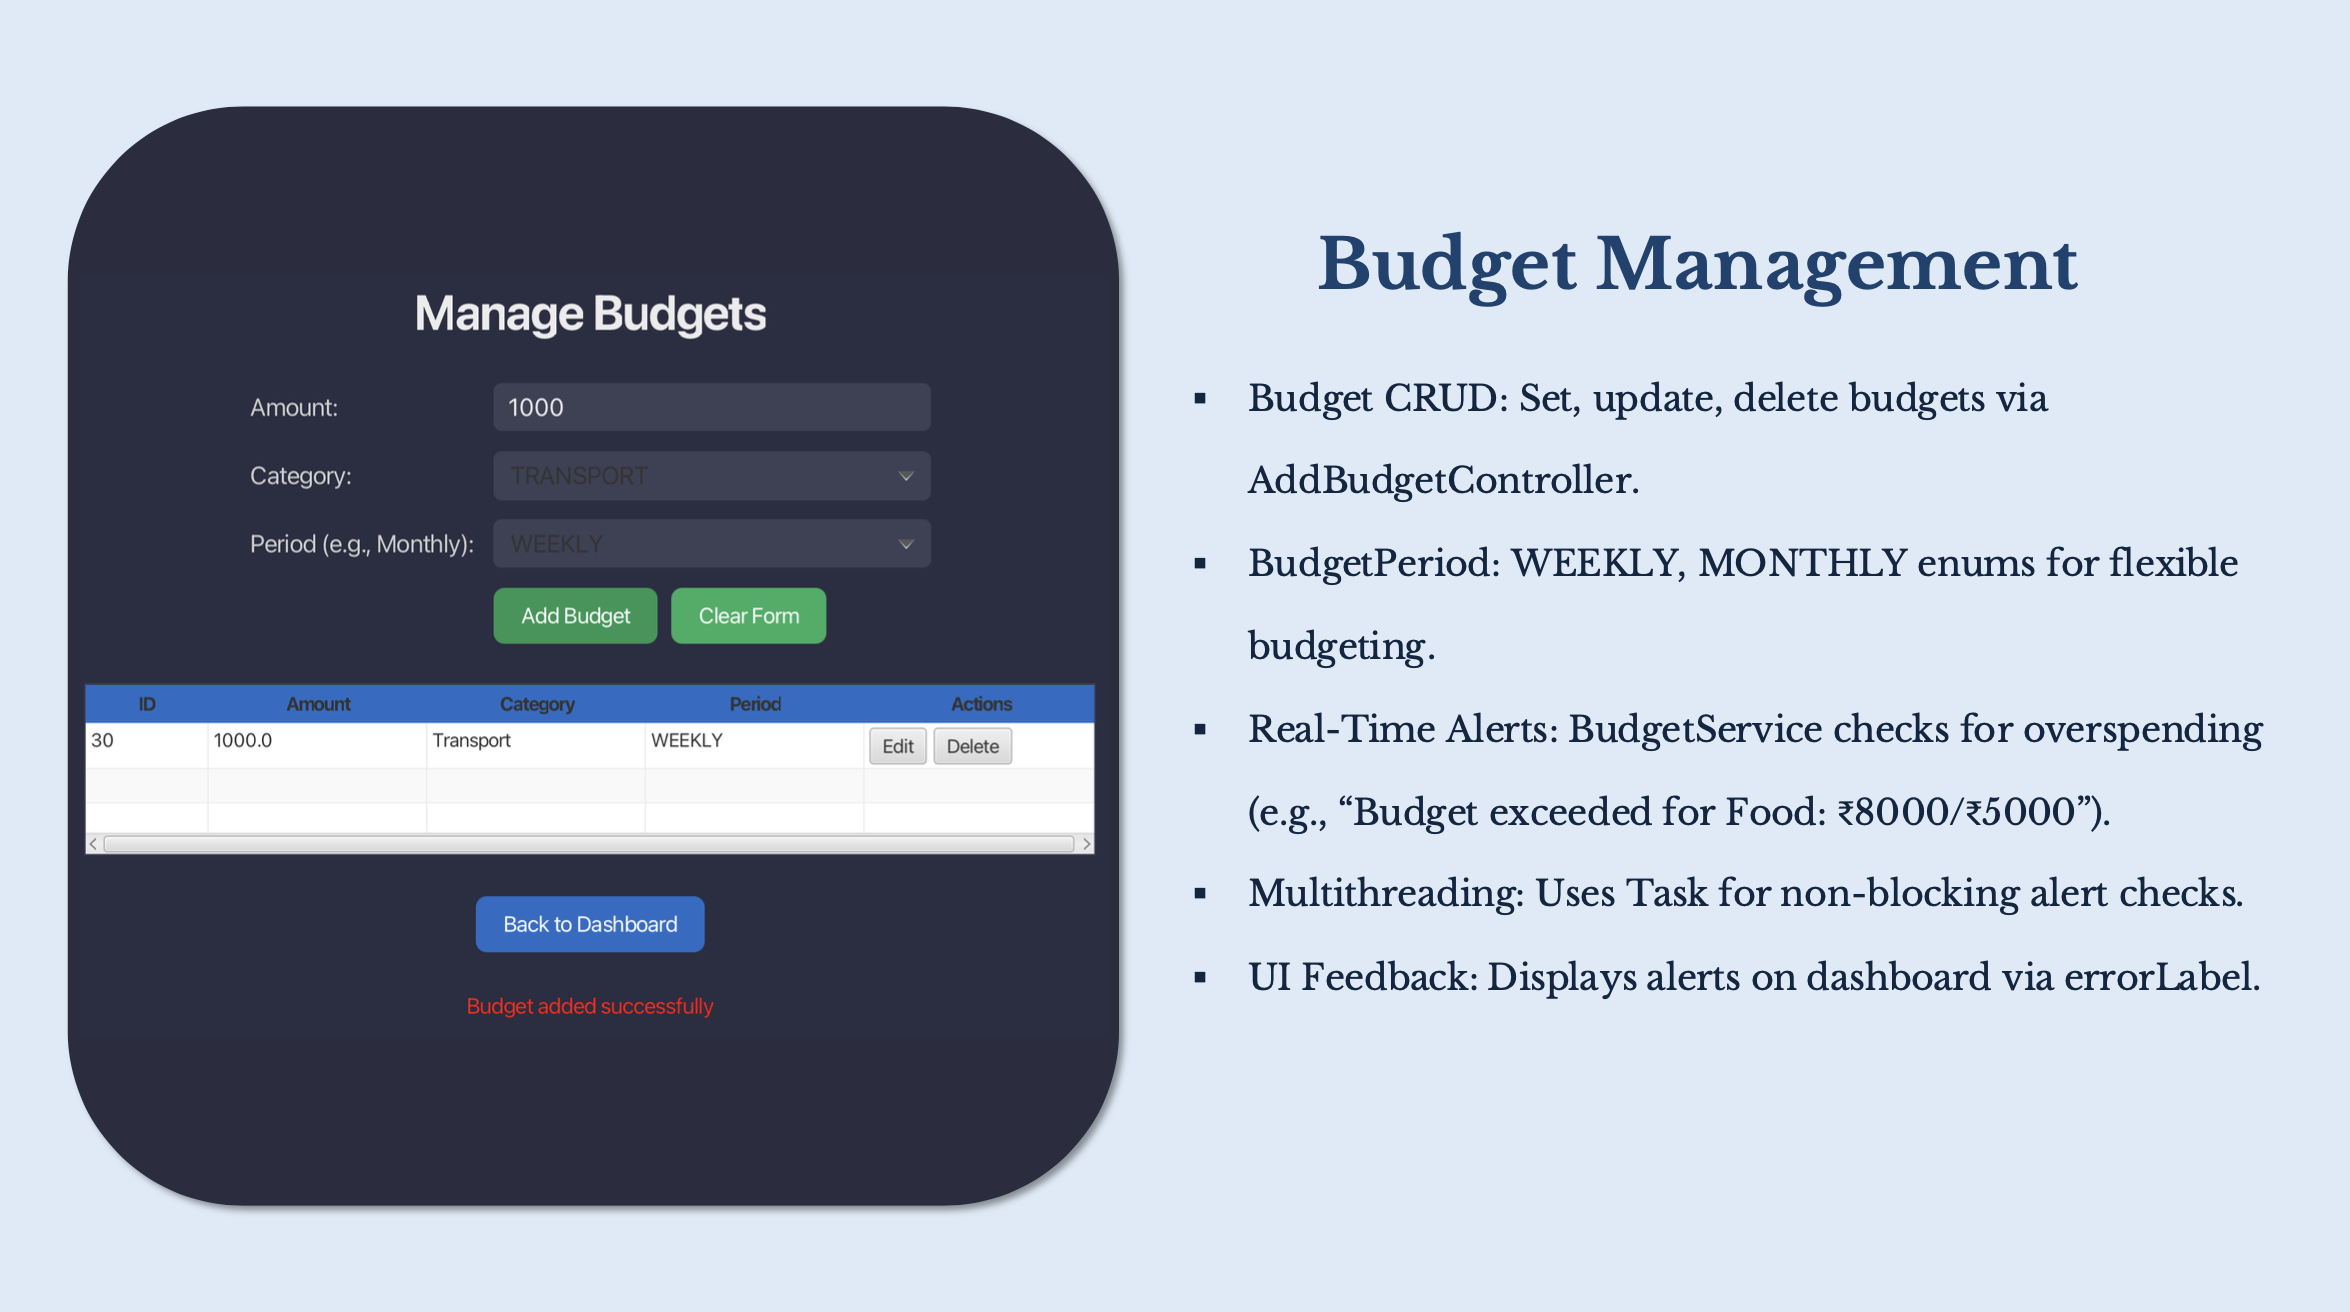 Manage Budgets
Amount: 1000
Category: TRANSPORT
Period (e.g., Monthly): WEEKLY
Add Budget Clear Form
ID Amount Category Period Actions
30 1000.0 Transport WEEKLY Edit Delete
Back to Dashboard
Budget added successfully
Budget Management
▪ Budget CRUD: Set, update, delete budgets via
AddBudgetController.
▪ BudgetPeriod: WEEKLY, MONTHLY enums for flexible
budgeting.
▪ Real-Time Alerts: BudgetService checks for overspending
(e.g., “Budget exceeded for Food: ₹8000/₹5000”).
▪ Multithreading: Uses Task for non-blocking alert checks.
▪ UI Feedback: Displays alerts on dashboard via errorLabel.